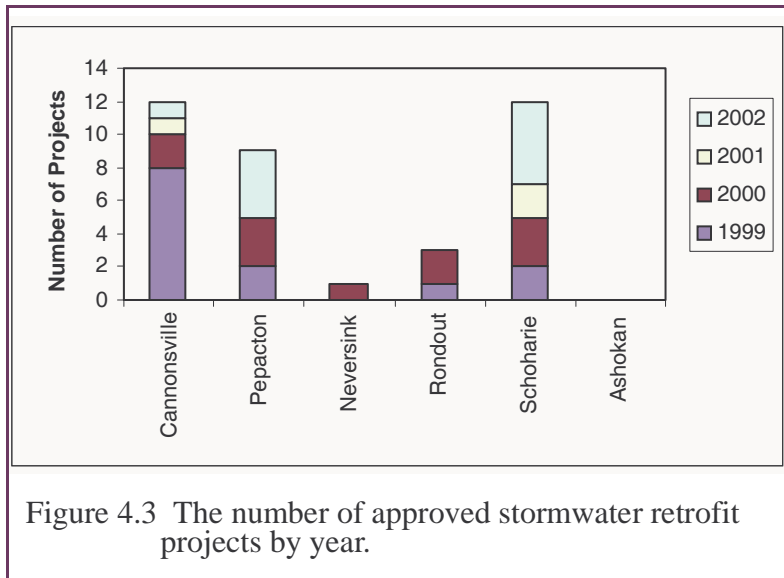 14
12
10
8
6
4
2
0
Number of Projects
Cannonsville
Pepacton
Neversink
Rondout
Schoharie
Ashokan
2002
2001
2000
1999
Figure 4.3 The number of approved stormwater retrofit
projects by year.